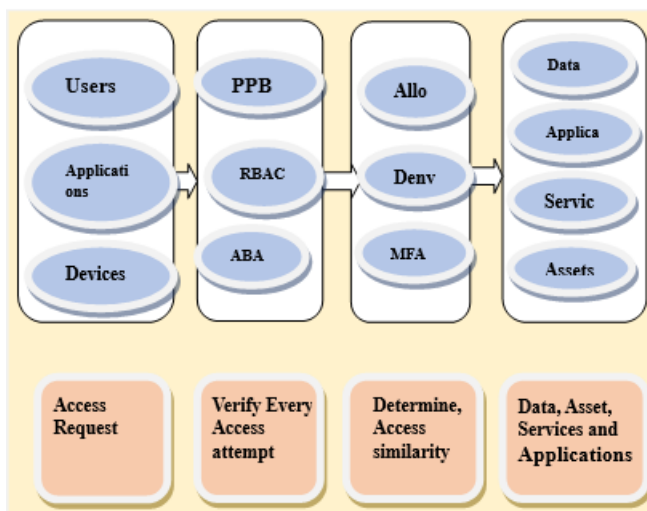 Users
Applicati
ons
Devices
PPB
RBAC
ABA
Allo
Denv
MFA
Data
Applica
Servic
Assets
Access
Request
Verify Every
Access
attempt
Determine,
Access
similarity
Data, Asset,
Services and
Applications